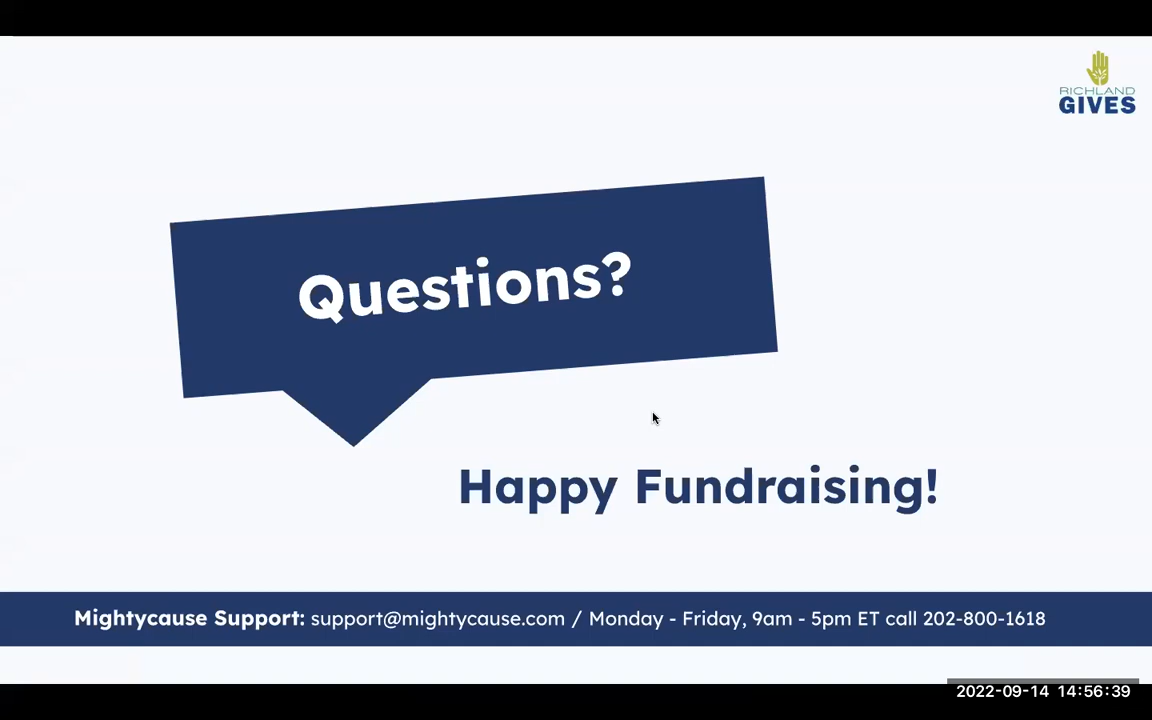 RICHLAND
GIVES
Questions?
Happy Fundraising!
Mightycause Support: support@mightycause.com / Monday - Friday, 9am - 5pm ET call 202-800-1618
2022-09-14 14:56:39